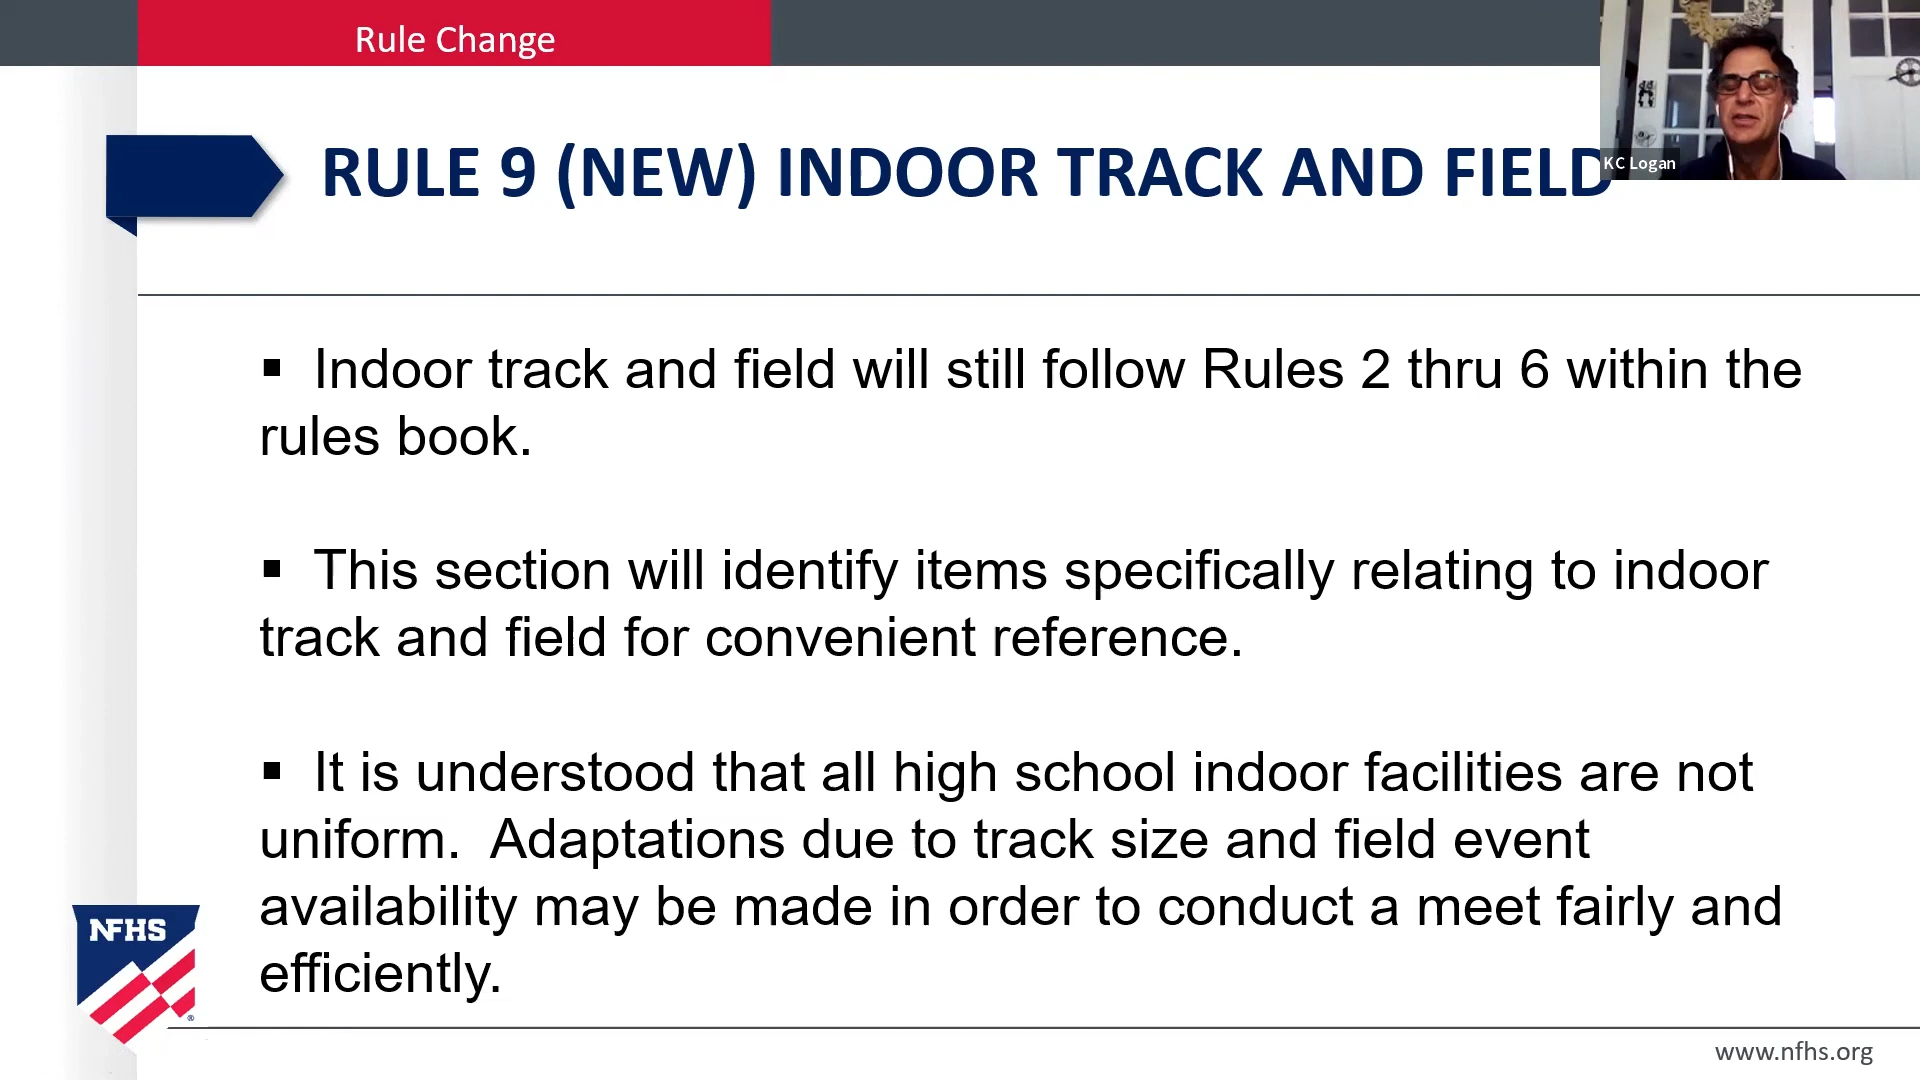 Rule Change
KC Logan
RULE 9 (NEW) INDOOR TRACK AND FIELD
▪ Indoor track and field will still follow Rules 2 thru 6 within the
rules book.
▪ This section will identify items specifically relating to indoor
track and field for convenient reference.
▪ It is understood that all high school indoor facilities are not
uniform.  Adaptations due to track size and field event
availability may be made in order to conduct a meet fairly and
efficiently.
NFHS
®
www.nfhs.org